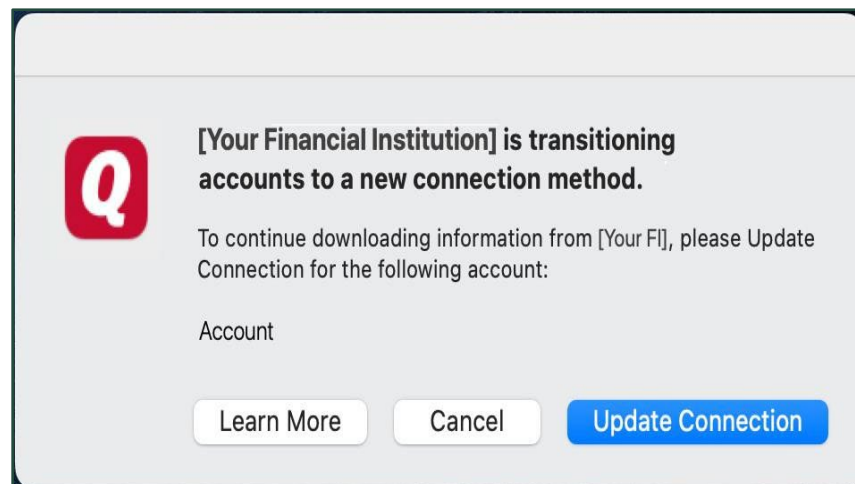 Q
[Your Financial Institution] is transitioning
accounts to a new connection method.
To continue downloading information from [Your FI], please Update
Connection for the following account:
Account
Learn More
Cancel
Update Connection